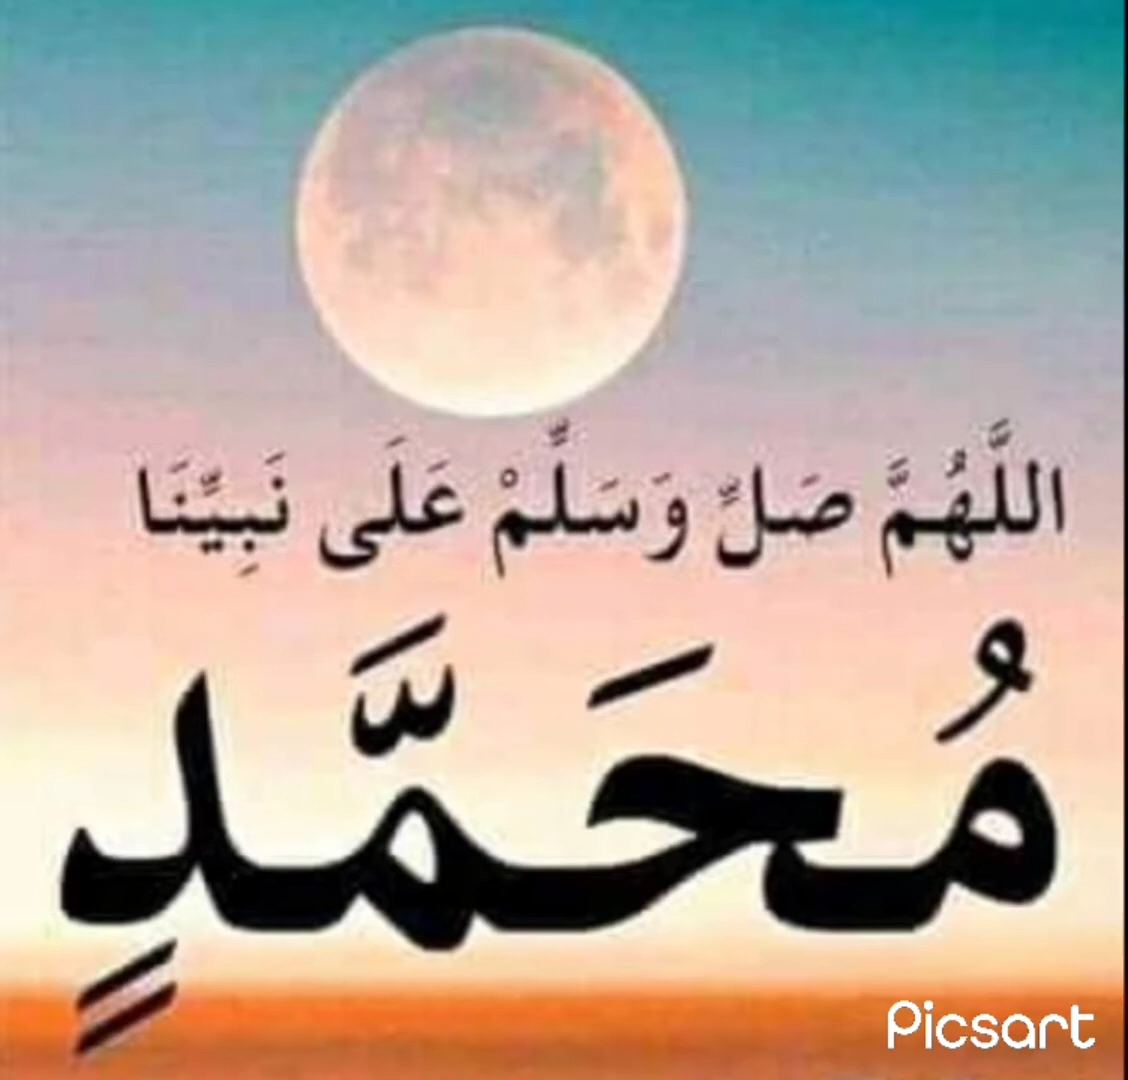 اللَّهُمَّ صَلِّ وَسَلِّمْ عَلَى نَبِيِّنَا
مُحَمَّدٍ
Picsart